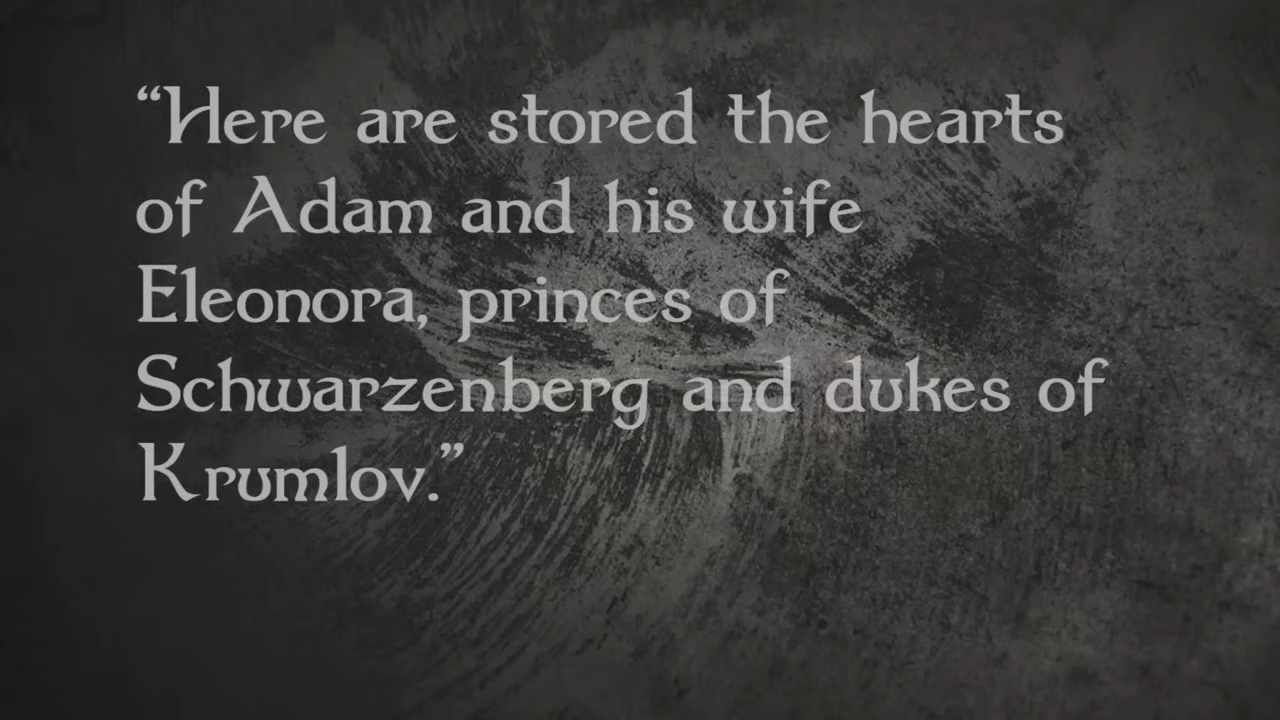 “Here are stored the hearts
of Adam and his wife
Eleonora, princes of
Schwarzenberg and dukes of
Krumlov.”